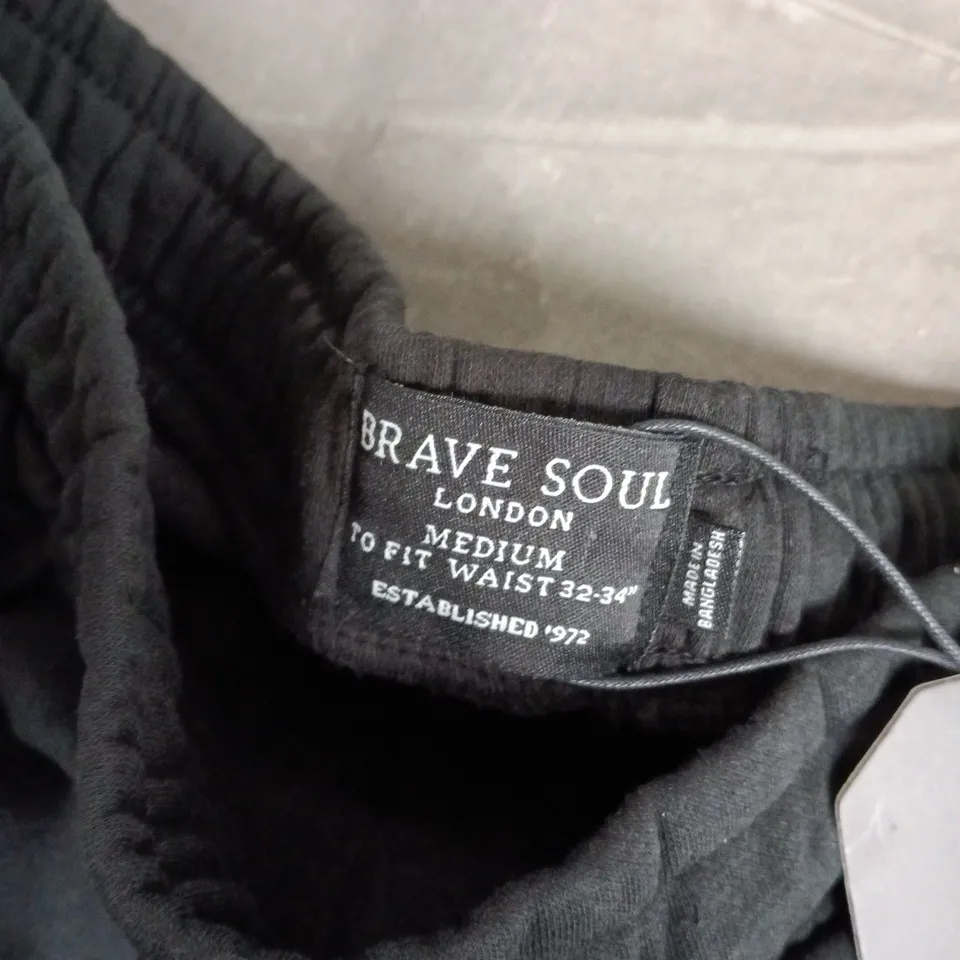 BRAVE SOUL
LONDON
MEDIUM
TO FIT WAIST 32-34"
ESTABLISHED '972
MADE IN
BANGLADESH